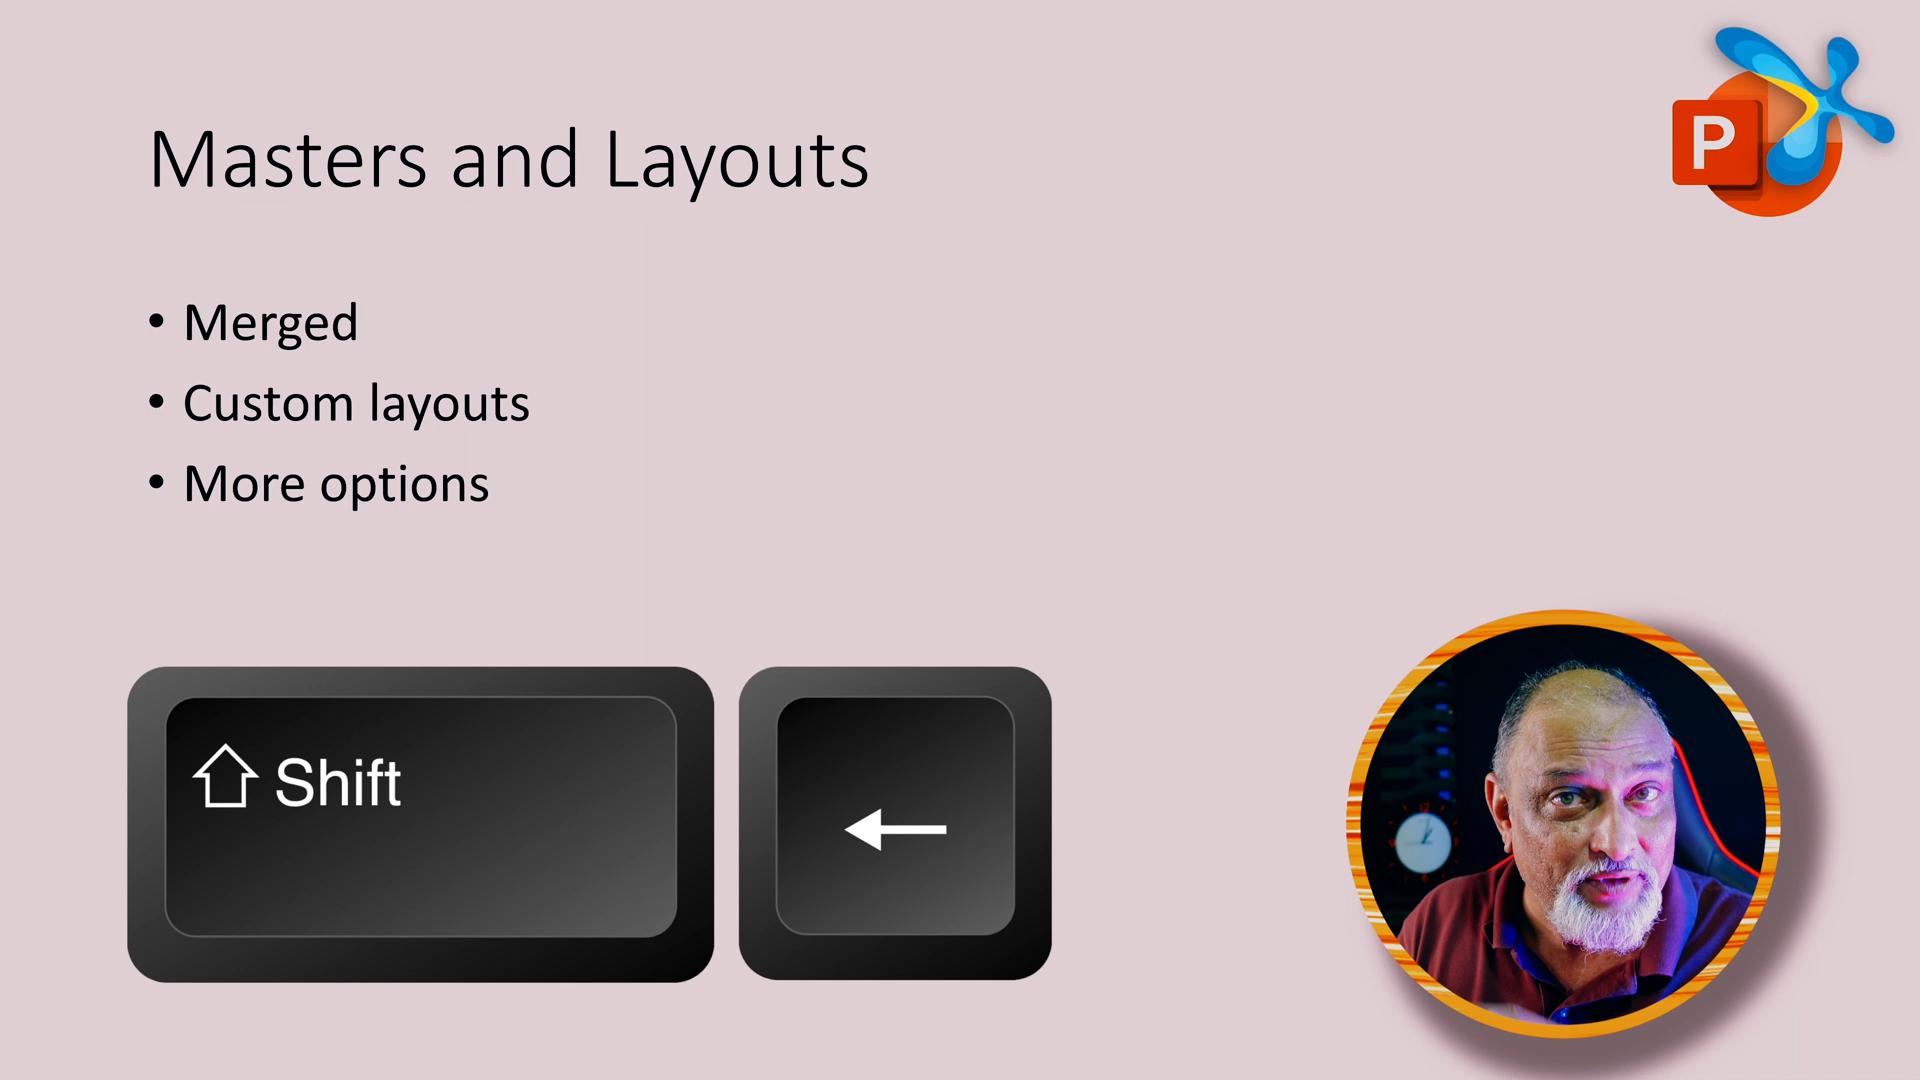 Masters and Layouts
P
• Merged
• Custom layouts
• More options
Shift